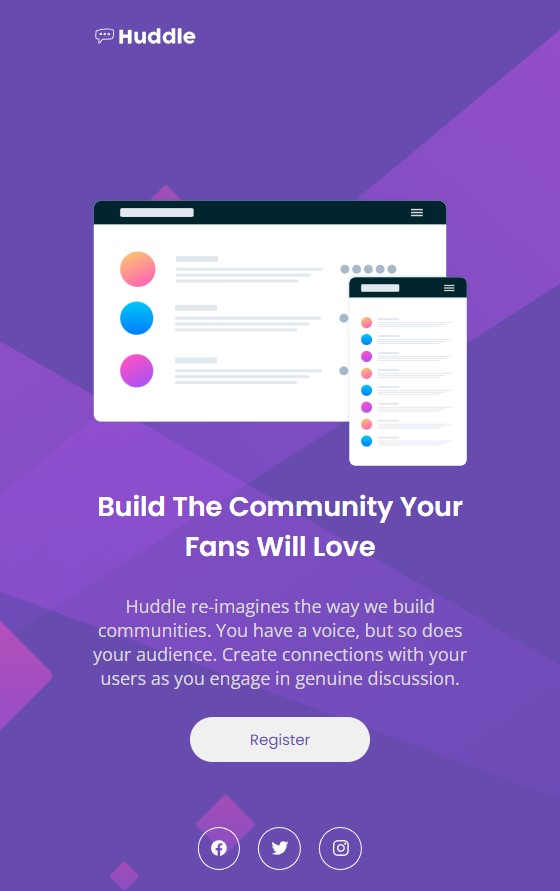 Huddle
Build The Community Your
Fans Will Love
Huddle re-imagines the way we build
communities. You have a voice, but so does
your audience. Create connections with your
users as you engage in genuine discussion.
Register